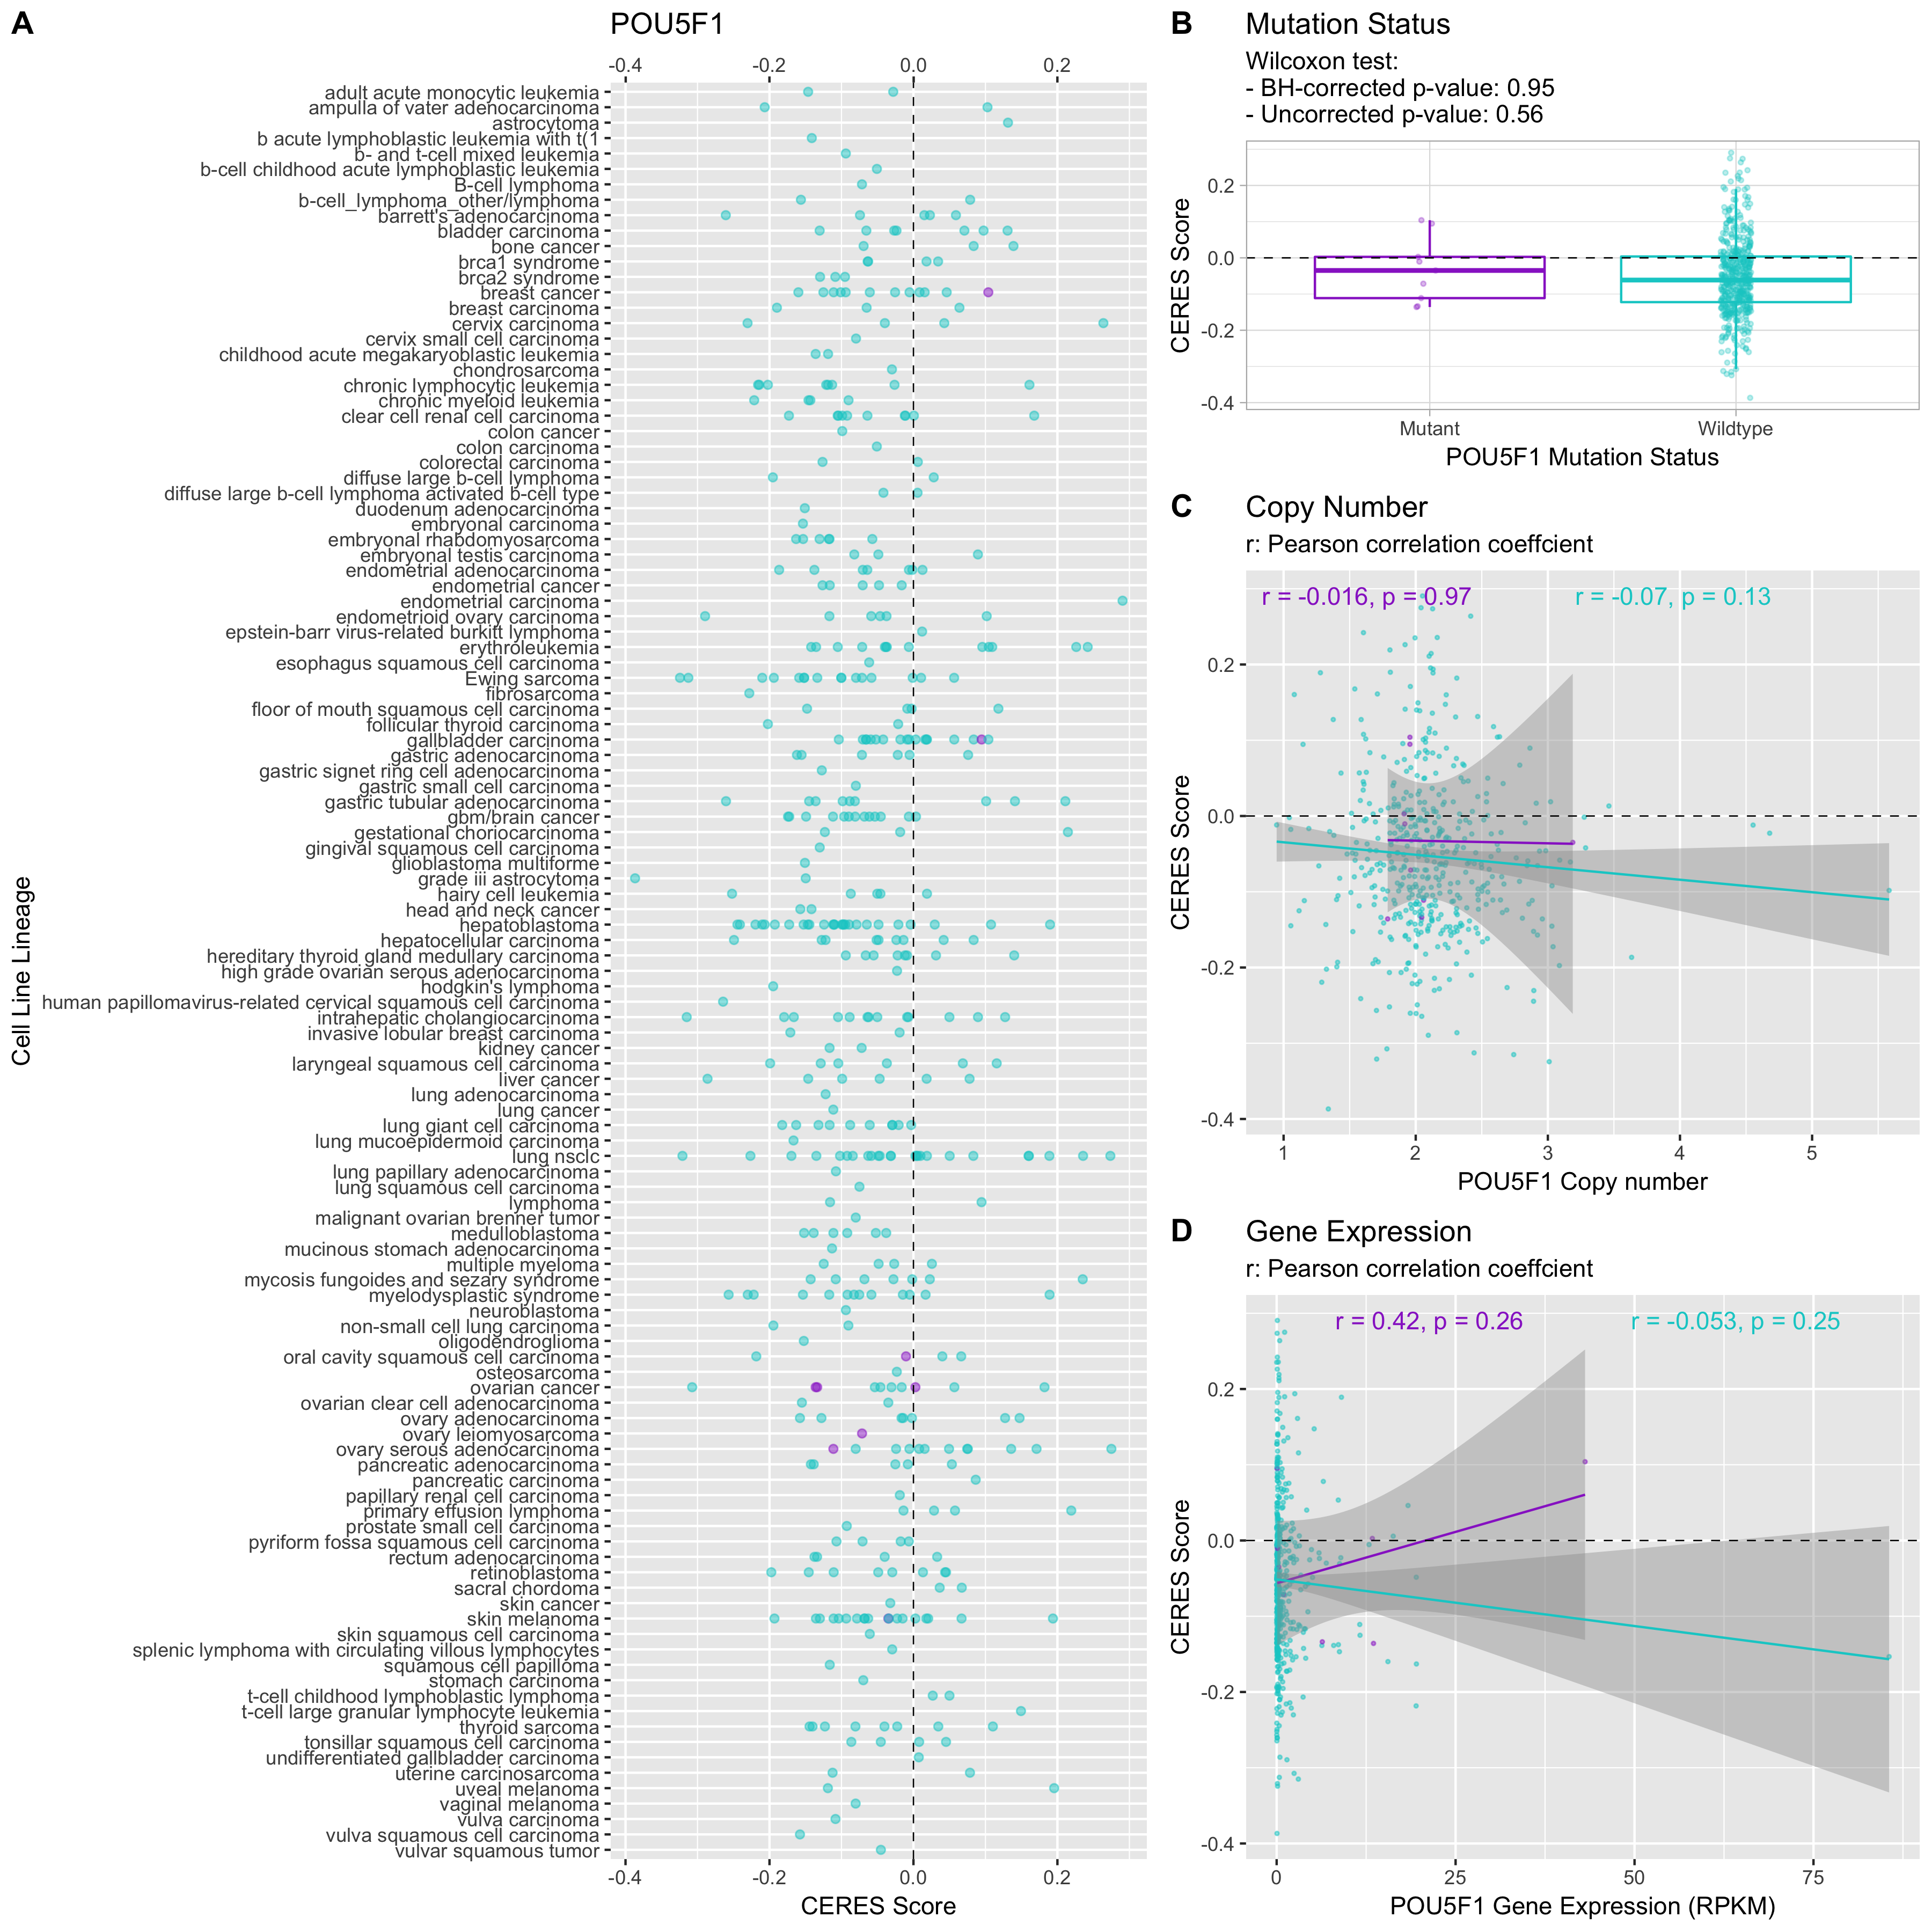 A
POU5F1
-0.4 -0.2 0.0 0.2
adult acute monocytic leukemia
ampulla of vater adenocarcinoma
astrocytoma
b acute lymphoblastic leukemia with t(1
b- and t-cell mixed leukemia
b-cell childhood acute lymphoblastic leukemia
B-cell lymphoma
b-cell_lymphoma_other/lymphoma
barrett's adenocarcinoma
bladder carcinoma
bone cancer
brca1 syndrome
brca2 syndrome
breast cancer
breast carcinoma
cervix carcinoma
cervix small cell carcinoma
childhood acute megakaryoblastic leukemia
chondrosarcoma
chronic lymphocytic leukemia
chronic myeloid leukemia
clear cell renal cell carcinoma
colon cancer
colon carcinoma
colorectal carcinoma
diffuse large b-cell lymphoma
diffuse large b-cell lymphoma activated b-cell type
duodenum adenocarcinoma
embryonal carcinoma
embryonal rhabdomyosarcoma
embryonal testis carcinoma
endometrial adenocarcinoma
endometrial cancer
endometrial carcinoma
endometrioid ovary carcinoma
epstein-barr virus-related burkitt lymphoma
erythroleukemia
esophagus squamous cell carcinoma
Ewing sarcoma
fibrosarcoma
floor of mouth squamous cell carcinoma
follicular thyroid carcinoma
gallbladder carcinoma
gastric adenocarcinoma
gastric signet ring cell adenocarcinoma
gastric small cell carcinoma
gastric tubular adenocarcinoma
gbm/brain cancer
gestational choriocarcinoma
gingival squamous cell carcinoma
glioblastoma multiforme
grade iii astrocytoma
hairy cell leukemia
head and neck cancer
hepatoblastoma
hepatocellular carcinoma
hereditary thyroid gland medullary carcinoma
high grade ovarian serous adenocarcinoma
hodgkin's lymphoma
human papillomavirus-related cervical squamous cell carcinoma
intrahepatic cholangiocarcinoma
invasive lobular breast carcinoma
kidney cancer
laryngeal squamous cell carcinoma
liver cancer
lung adenocarcinoma
lung cancer
lung giant cell carcinoma
lung mucoepidermoid carcinoma
lung nsclc
lung papillary adenocarcinoma
lung squamous cell carcinoma
lymphoma
malignant ovarian brenner tumor
medulloblastoma
mucinous stomach adenocarcinoma
multiple myeloma
mycosis fungoides and sezary syndrome
myelodysplastic syndrome
neuroblastoma
non-small cell lung carcinoma
oligodendroglioma
oral cavity squamous cell carcinoma
osteosarcoma
ovarian cancer
ovarian clear cell adenocarcinoma
ovary adenocarcinoma
ovary leiomyosarcoma
ovary serous adenocarcinoma
pancreatic adenocarcinoma
pancreatic carcinoma
papillary renal cell carcinoma
primary effusion lymphoma
prostate small cell carcinoma
pyriform fossa squamous cell carcinoma
rectum adenocarcinoma
retinoblastoma
sacral chordoma
skin cancer
skin melanoma
skin squamous cell carcinoma
splenic lymphoma with circulating villous lymphocytes
squamous cell papilloma
stomach carcinoma
t-cell childhood lymphoblastic lymphoma
t-cell large granular lymphocyte leukemia
thyroid sarcoma
tonsillar squamous cell carcinoma
undifferentiated gallbladder carcinoma
uterine carcinosarcoma
uveal melanoma
vaginal melanoma
vulva carcinoma
vulva squamous cell carcinoma
vulvar squamous tumor
-0.4 -0.2 0.0 0.2
CERES Score
Cell Line Lineage
B
Mutation Status
Wilcoxon test:
- BH-corrected p-value: 0.95
- Uncorrected p-value: 0.56
0.2
0.0
-0.2
-0.4
CERES Score
Mutant Wildtype
POU5F1 Mutation Status
C
Copy Number
r: Pearson correlation coeffcient
r = -0.016, p = 0.97 r = -0.07, p = 0.13
0.2
0.0
-0.2
-0.4
CERES Score
1 2 3 4 5
POU5F1 Copy number
D
Gene Expression
r: Pearson correlation coeffcient
r = 0.42, p = 0.26 r = -0.053, p = 0.25
0.2
0.0
-0.2
-0.4
CERES Score
0 25 50 75
POU5F1 Gene Expression (RPKM)